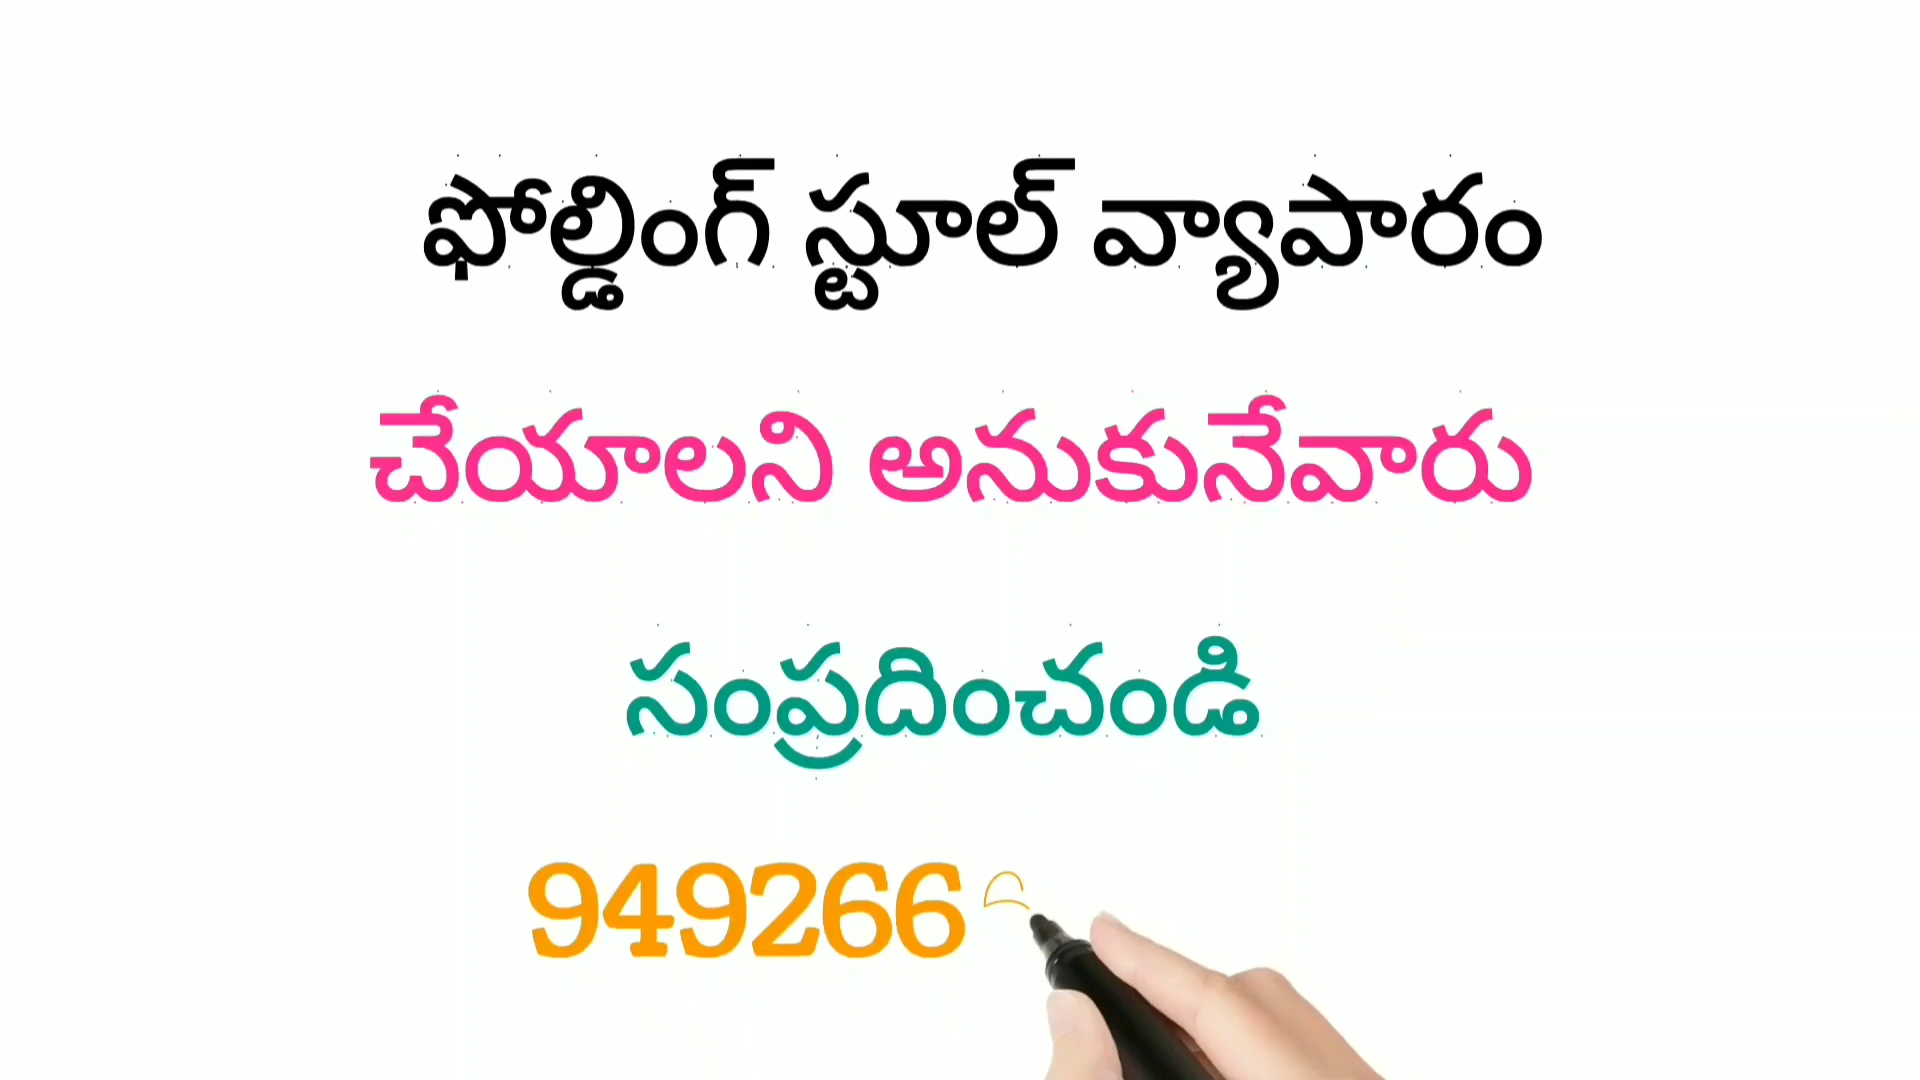 ఫోల్డింగ్ స్టూల్ వ్యాపారం
చేయాలని అనుకునేవారు
సంప్రదించండి
949266